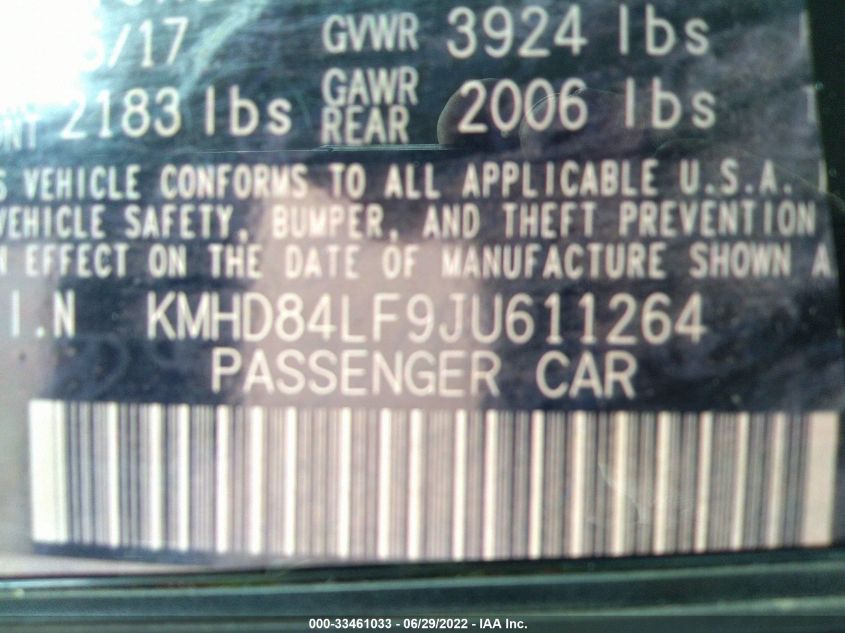 /17 GVWR 3924 lbs
2183 lbs GAWR REAR 2006 lbs
VEHICLE CONFORMS TO ALL APPLICABLE U.S.A.
VEHICLE SAFETY, BUMPER, AND THEFT PREVENTION
EFFECT ON THE DATE OF MANUFACTURE SHOWN A
I.N KMHD84LF9JU611264
PASSENGER CAR
000-33461033 - 06/29/2022 - IAA Inc.